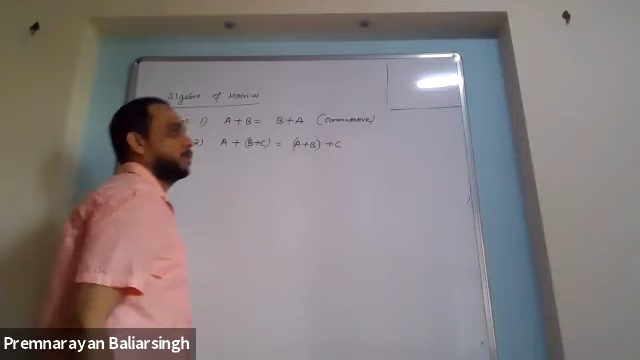 Algebra of Matrices
1) A + B = B + A (Commutative)
2) A + (B+C) = (A+B) + C
Premnarayan Baliarsingh